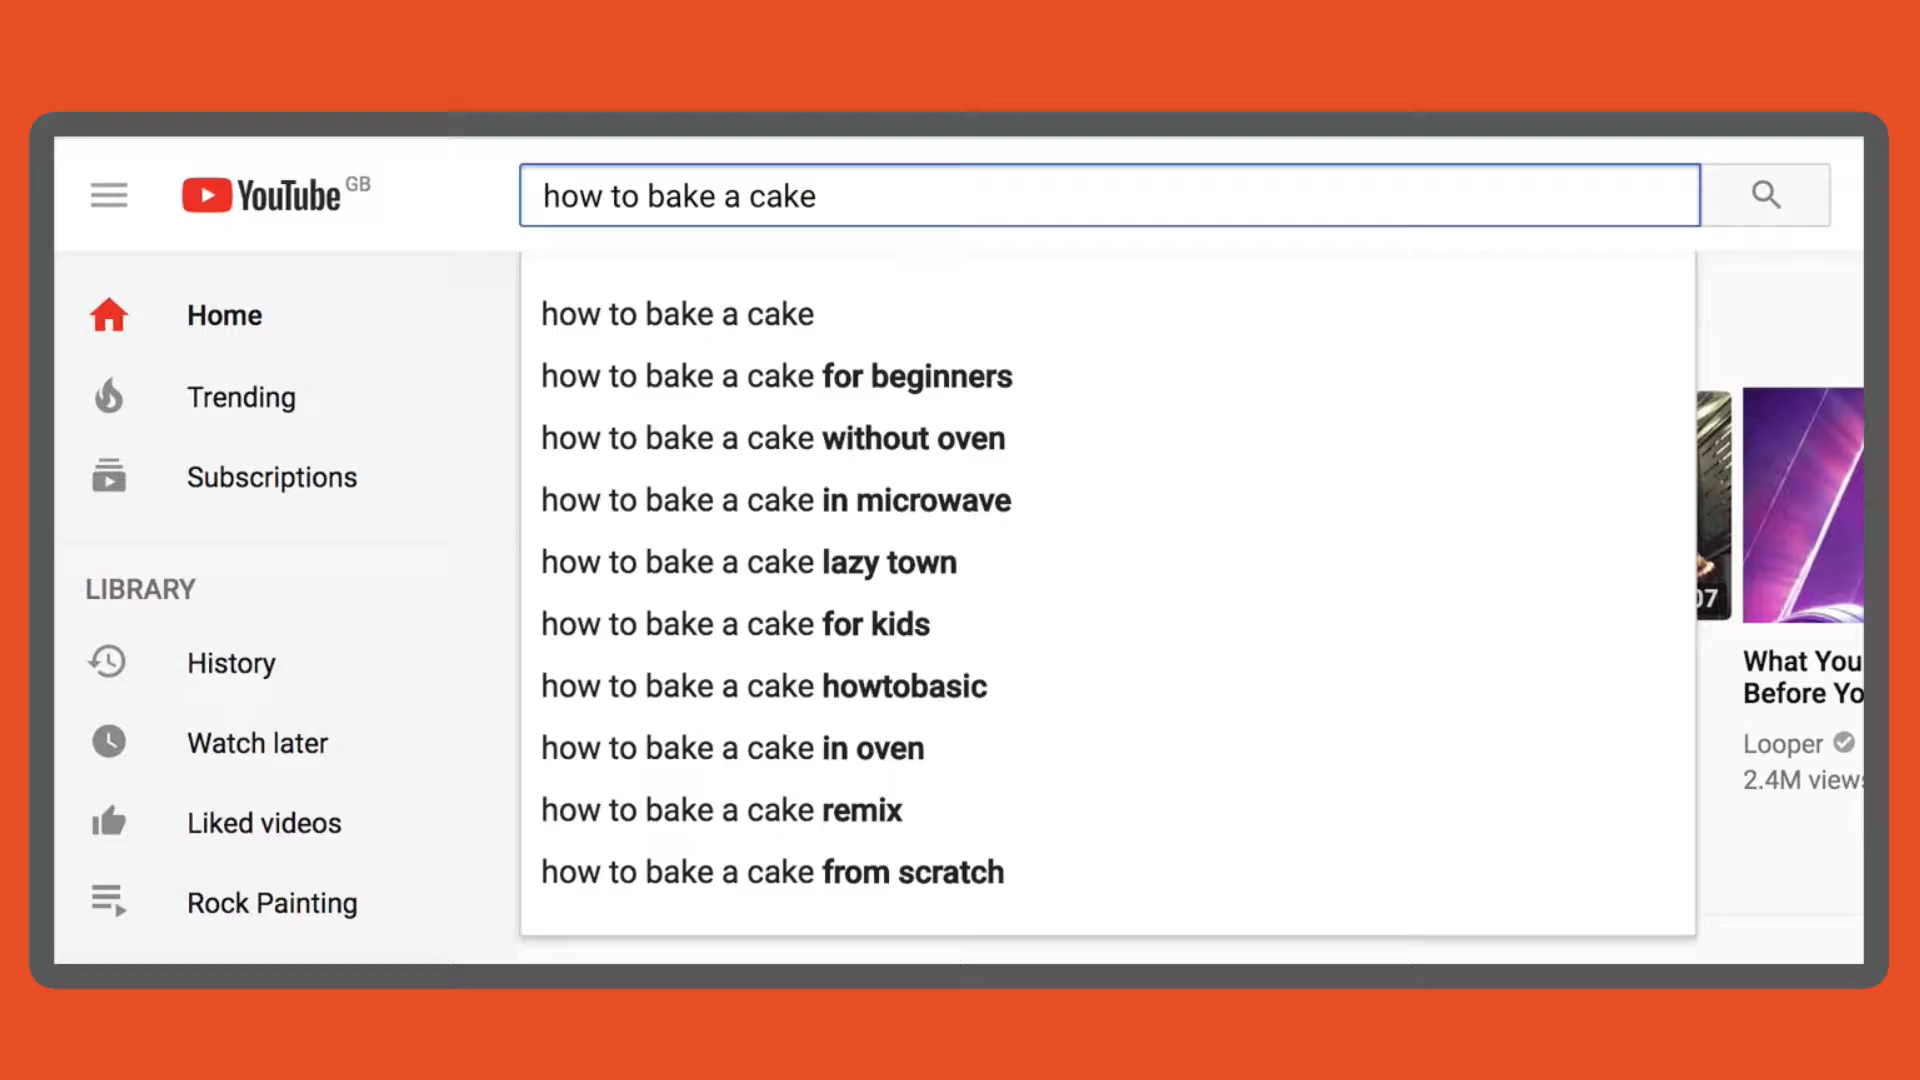 YouTube GB
how to bake a cake
Home
Trending
Subscriptions
LIBRARY
History
Watch later
Liked videos
Rock Painting
how to bake a cake
how to bake a cake for beginners
how to bake a cake without oven
how to bake a cake in microwave
how to bake a cake lazy town
how to bake a cake for kids
how to bake a cake howtobasic
how to bake a cake in oven
how to bake a cake remix
how to bake a cake from scratch
07
What You
Before Yo
Looper
2.4M views